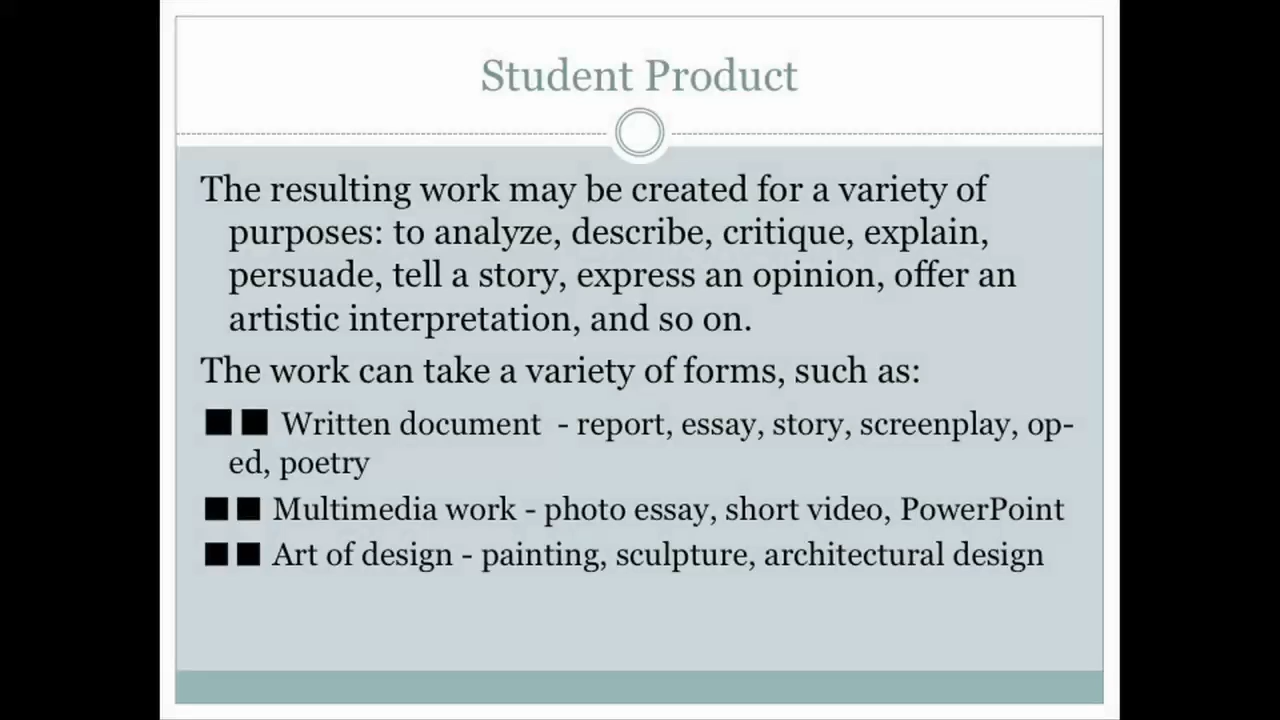 Student Product
The resulting work may be created for a variety of
purposes: to analyze, describe, critique, explain,
persuade, tell a story, express an opinion, offer an
artistic interpretation, and so on.
The work can take a variety of forms, such as:
■■ Written document  - report, essay, story, screenplay, op-
ed, poetry
■■ Multimedia work - photo essay, short video, PowerPoint
■■ Art of design - painting, sculpture, architectural design